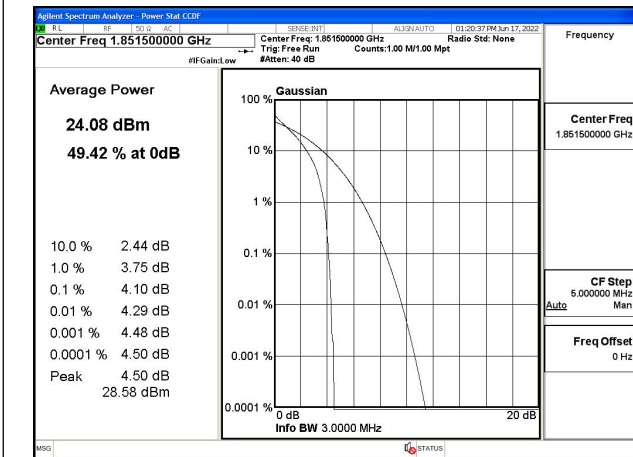 Agilent Spectrum Analyzer - Power Stat CCDF
RL RF 50 Ω AC SENSE:INT ALIGN AUTO 01:20:37 PM Jun 17, 2022
Center Freq 1.851500000 GHz
Center Freq: 1.851500000 GHz Radio Std: None
Trig: Free Run Counts:1.00 M/1.00 Mpt
#IFGain:Low #Atten: 40 dB
Frequency
Average Power
24.08 dBm
49.42 % at 0dB
10.0 % 2.44 dB
1.0 % 3.75 dB
0.1 % 4.10 dB
0.01 % 4.29 dB
0.001 % 4.48 dB
0.0001 % 4.50 dB
Peak 4.50 dB
28.58 dBm
Gaussian
100 %
10 %
1 %
0.1 %
0.01 %
0.001 %
0.0001 %
0 dB 20 dB
Info BW 3.0000 MHz
Center Freq
1.851500000 GHz
CF Step
5.000000 MHz
Auto Man
Freq Offset
0 Hz
MSG STATUS